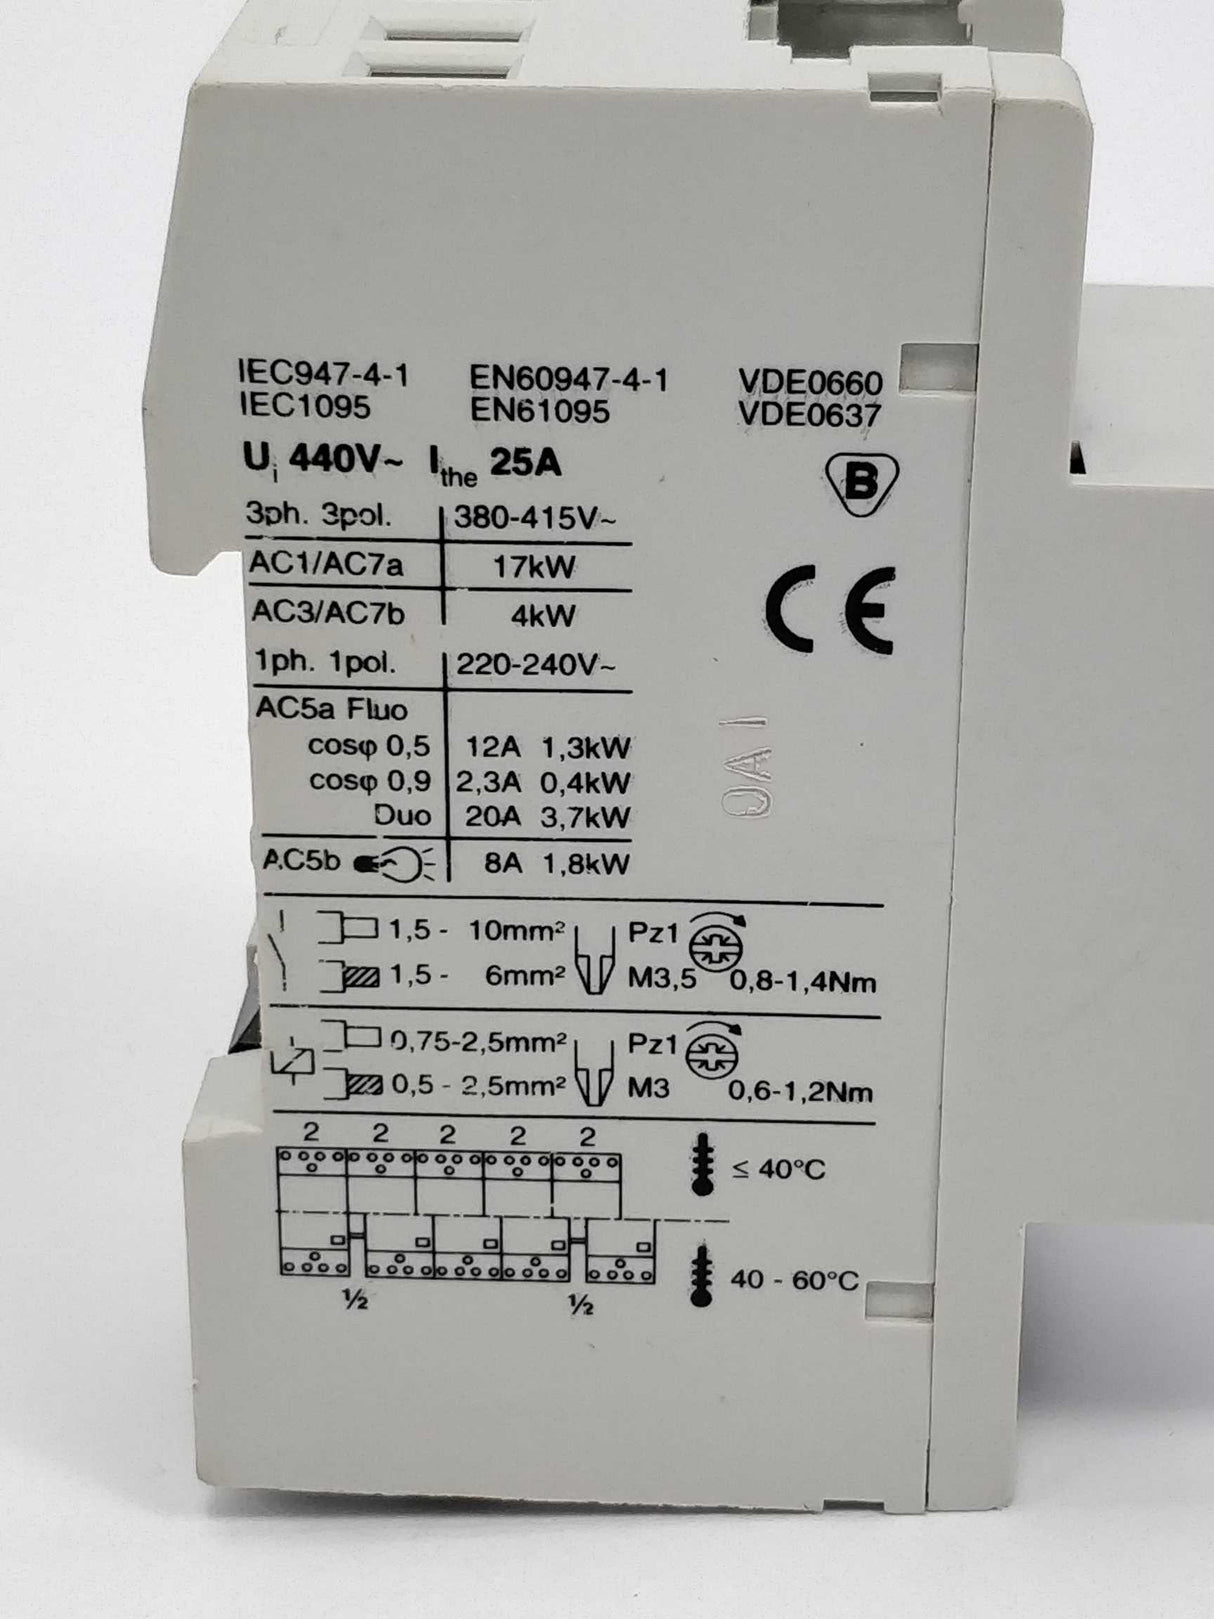 IEC947-4-1 EN60947-4-1 VDE0660
IEC1095 EN61095 VDE0637
Ui 440V~ Ithe 25A
B
3ph. 3pol. 380-415V~
AC1/AC7a 17kW
CE
AC3/AC7b 4kW
1ph. 1pol. 220-240V~
AC5a Fluo
cosφ 0,5 12A 1,3kW
cosφ 0,9 2,3A 0,4kW
Duo 20A 3,7kW
AC5b 8A 1,8kW
1,5 - 10mm² Pz1
1,5 - 6mm² M3,5 0,8-1,4Nm
0,75-2,5mm² Pz1
0,5 - 2,5mm² M3 0,6-1,2Nm
2 2 2 2 2
≤ 40°C
40 - 60°C
½ ½